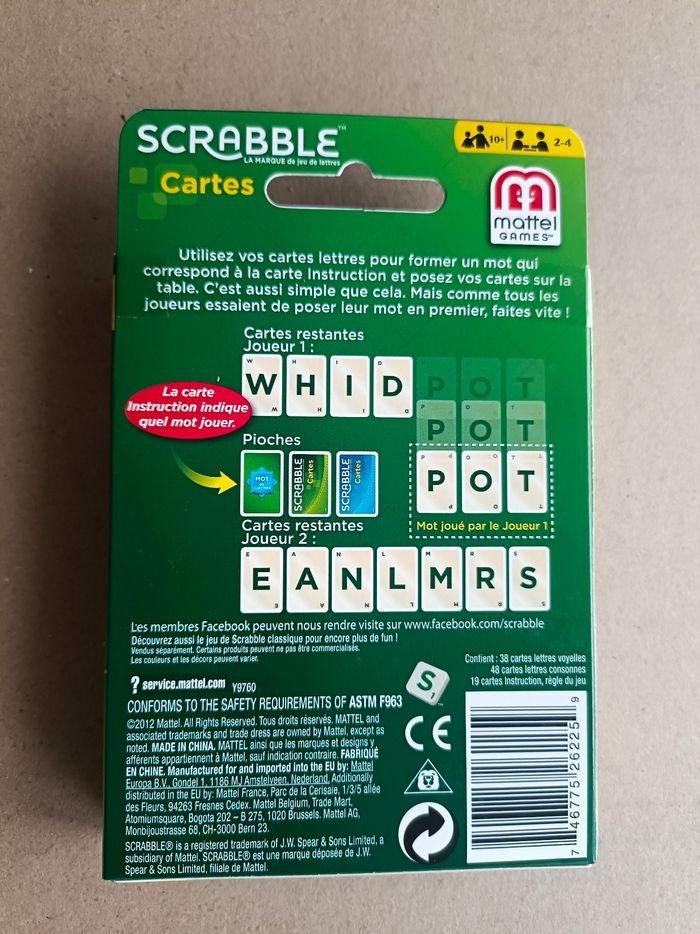 SCRABBLE™
LA MARQUE de jeu de lettres
Cartes
10+ 2-4
mattel
GAMES™
Utilisez vos cartes lettres pour former un mot qui
correspond à la carte Instruction et posez vos cartes sur la
table. C'est aussi simple que cela. Mais comme tous les
joueurs essaient de poser leur mot en premier, faites vite !
Cartes restantes
Joueur 1 :
W H I D P O T
P O T
La carte
Instruction indique
quel mot jouer.
Pioches
MOT
SCRABBLE Cartes
SCRABBLE Cartes
P O T
Mot joué par le Joueur 1
Cartes restantes
Joueur 2 :
E A N L M R S
Les membres Facebook peuvent nous rendre visite sur www.facebook.com/scrabble
Découvrez aussi le jeu de Scrabble classique pour encore plus de fun !
Vendus séparément. Certains produits peuvent ne pas être commercialisés.
Les couleurs et les décors peuvent varier.
Contient : 38 cartes lettres voyelles
48 cartes lettres consonnes
19 cartes Instruction, règle du jeu
? service.mattel.com Y9760
CONFORMS TO THE SAFETY REQUIREMENTS OF ASTM F963
©2012 Mattel. All Rights Reserved. Tous droits réservés. MATTEL and
associated trademarks and trade dress are owned by Mattel, except as
noted. MADE IN CHINA. MATTEL ainsi que les marques et designs y
afférents appartiennent à Mattel, sauf indication contraire. FABRIQUÉ
EN CHINE. Manufactured for and imported into the EU by: Mattel
Europa B.V., Gondel 1, 1186 MJ Amstelveen, Nederland. Additionally
distributed in the EU by: Mattel France, Parc de la Cerisaie, 1/3/5 allée
des Fleurs, 94263 Fresnes Cedex. Mattel Belgium, Trade Mart,
Atomiumsquare, Bogota 202 – B 275, 1020 Brussels. Mattel AG,
Monbijoustrasse 68, CH-3000 Bern 23.
SCRABBLE® is a registered trademark of J.W. Spear & Sons Limited, a
subsidiary of Mattel. SCRABBLE® est une marque déposée de J.W.
Spear & Sons Limited, filiale de Mattel.
S
CE
7 46775 26225 9